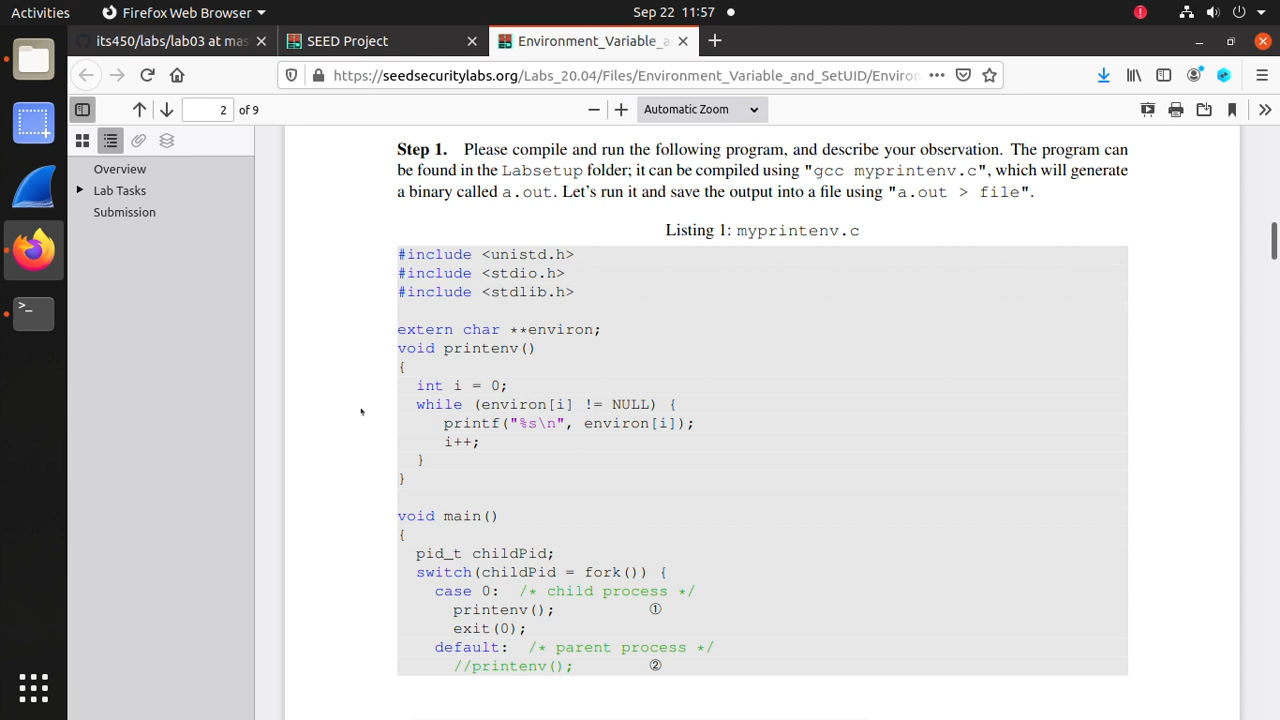 Activities
Firefox Web Browser
Sep 22 11:57
its450/labs/lab03 at mas
SEED Project
Environment_Variable_a
https://seedsecuritylabs.org/Labs_20.04/Files/Environment_Variable_and_SetUID/Environ
2 of 9
Automatic Zoom
Overview
Lab Tasks
Submission
Step 1. Please compile and run the following program, and describe your observation. The program can
be found in the Labsetup folder; it can be compiled using "gcc myprintenv.c", which will generate
a binary called a.out. Let's run it and save the output into a file using "a.out > file".
Listing 1: myprintenv.c
#include <unistd.h>
#include <stdio.h>
#include <stdlib.h>
extern char **environ;
void printenv()
{
int i = 0;
while (environ[i] != NULL) {
printf("%s\n", environ[i]);
i++;
}
}
void main()
{
pid_t childPid;
switch(childPid = fork()) {
case 0: /* child process */
printenv(); ①
exit(0);
default: /* parent process */
//printenv(); ②